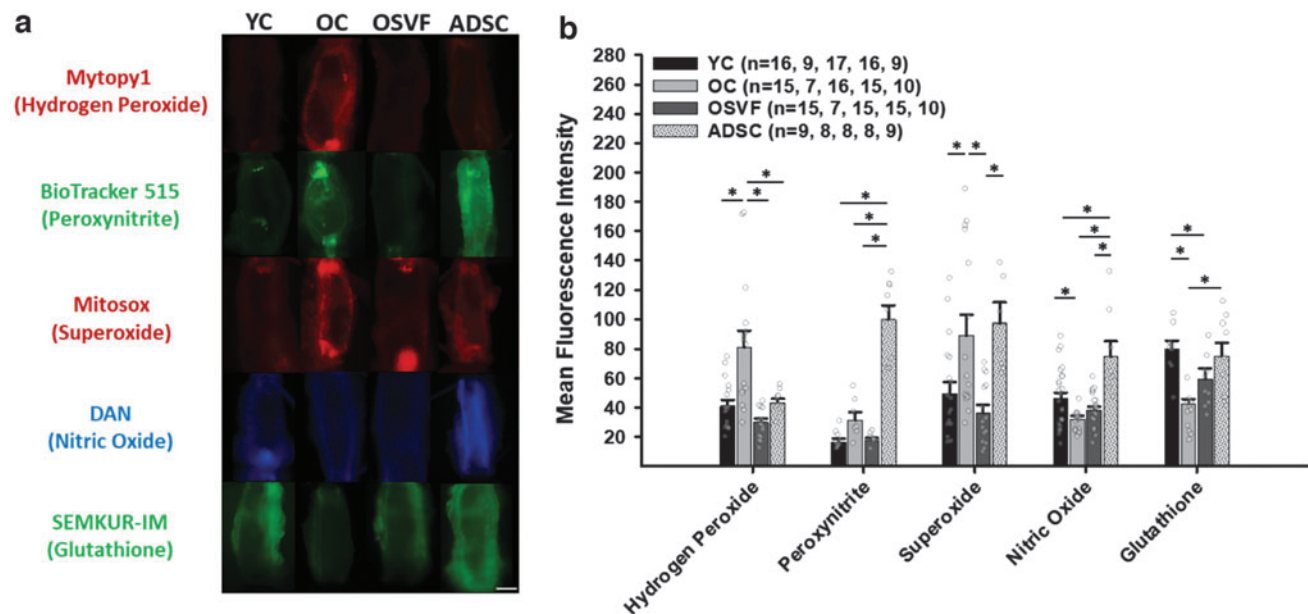 a
YC OC OSVF ADSC
Mytopy1
(Hydrogen Peroxide)
BioTracker 515
(Peroxynitrite)
Mitosox
(Superoxide)
DAN
(Nitric Oxide)
SEMKUR-IM
(Glutathione)
b
Mean Fluorescence Intensity
280
260
240
220
200
180
160
140
120
100
80
60
40
20
YC (n=16, 9, 17, 16, 9)
OC (n=15, 7, 16, 15, 10)
OSVF (n=15, 7, 15, 15, 10)
ADSC (n=9, 8, 8, 8, 9)
* * *
* * *
* * *
* * * *
* * *
Hydrogen Peroxide
Peroxynitrite
Superoxide
Nitric Oxide
Glutathione